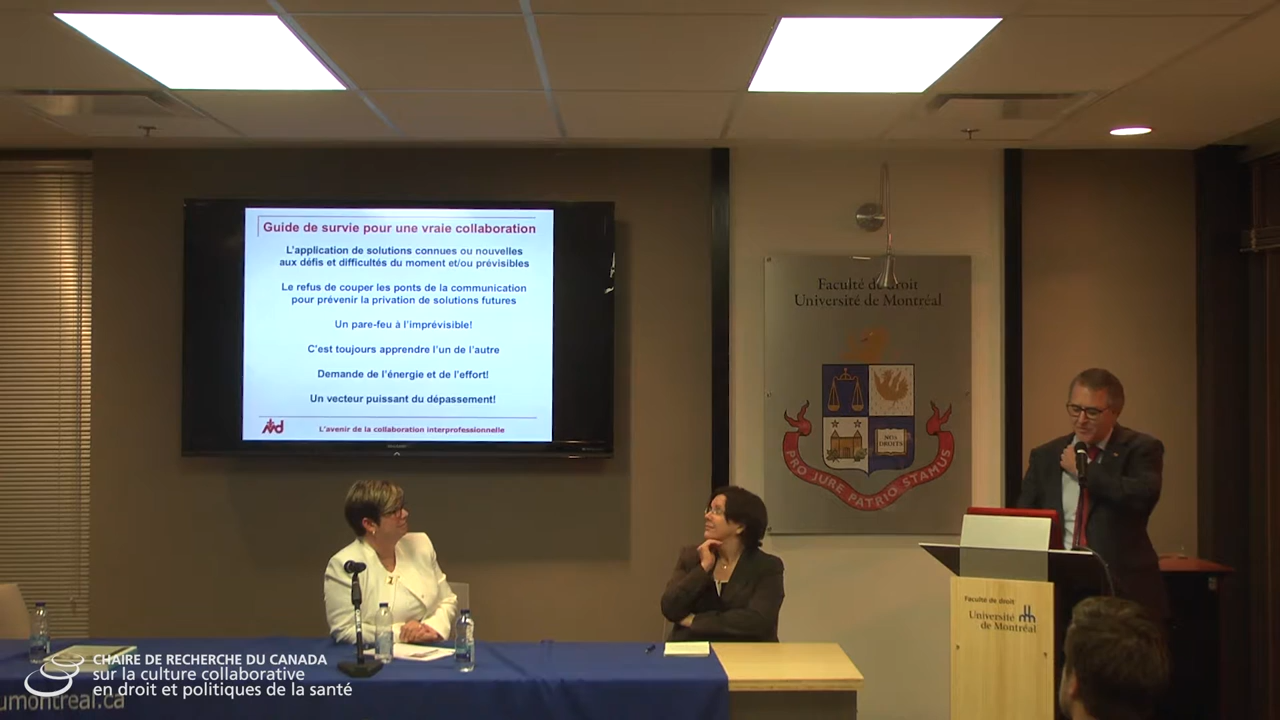 Guide de survie pour une vraie collaboration
L'application de solutions connues ou nouvelles
aux défis et difficultés du moment et/ou prévisibles
Le refus de couper les ponts de la communication
pour prévenir la privation de solutions futures
Un pare-feu à l'imprévisible!
C'est toujours apprendre l'un de l'autre
Demande de l'énergie et de l'effort!
Un vecteur puissant du dépassement!
L'avenir de la collaboration interprofessionnelle
Faculté de droit
Université de Montréal
NOS
DROITS
PRO JURE PATRIO STAMUS
Faculté de droit
Université
de Montréal
CHAIRE DE RECHERCHE DU CANADA
sur la culture collaborative
en droit et politiques de la santé
umontreal.ca